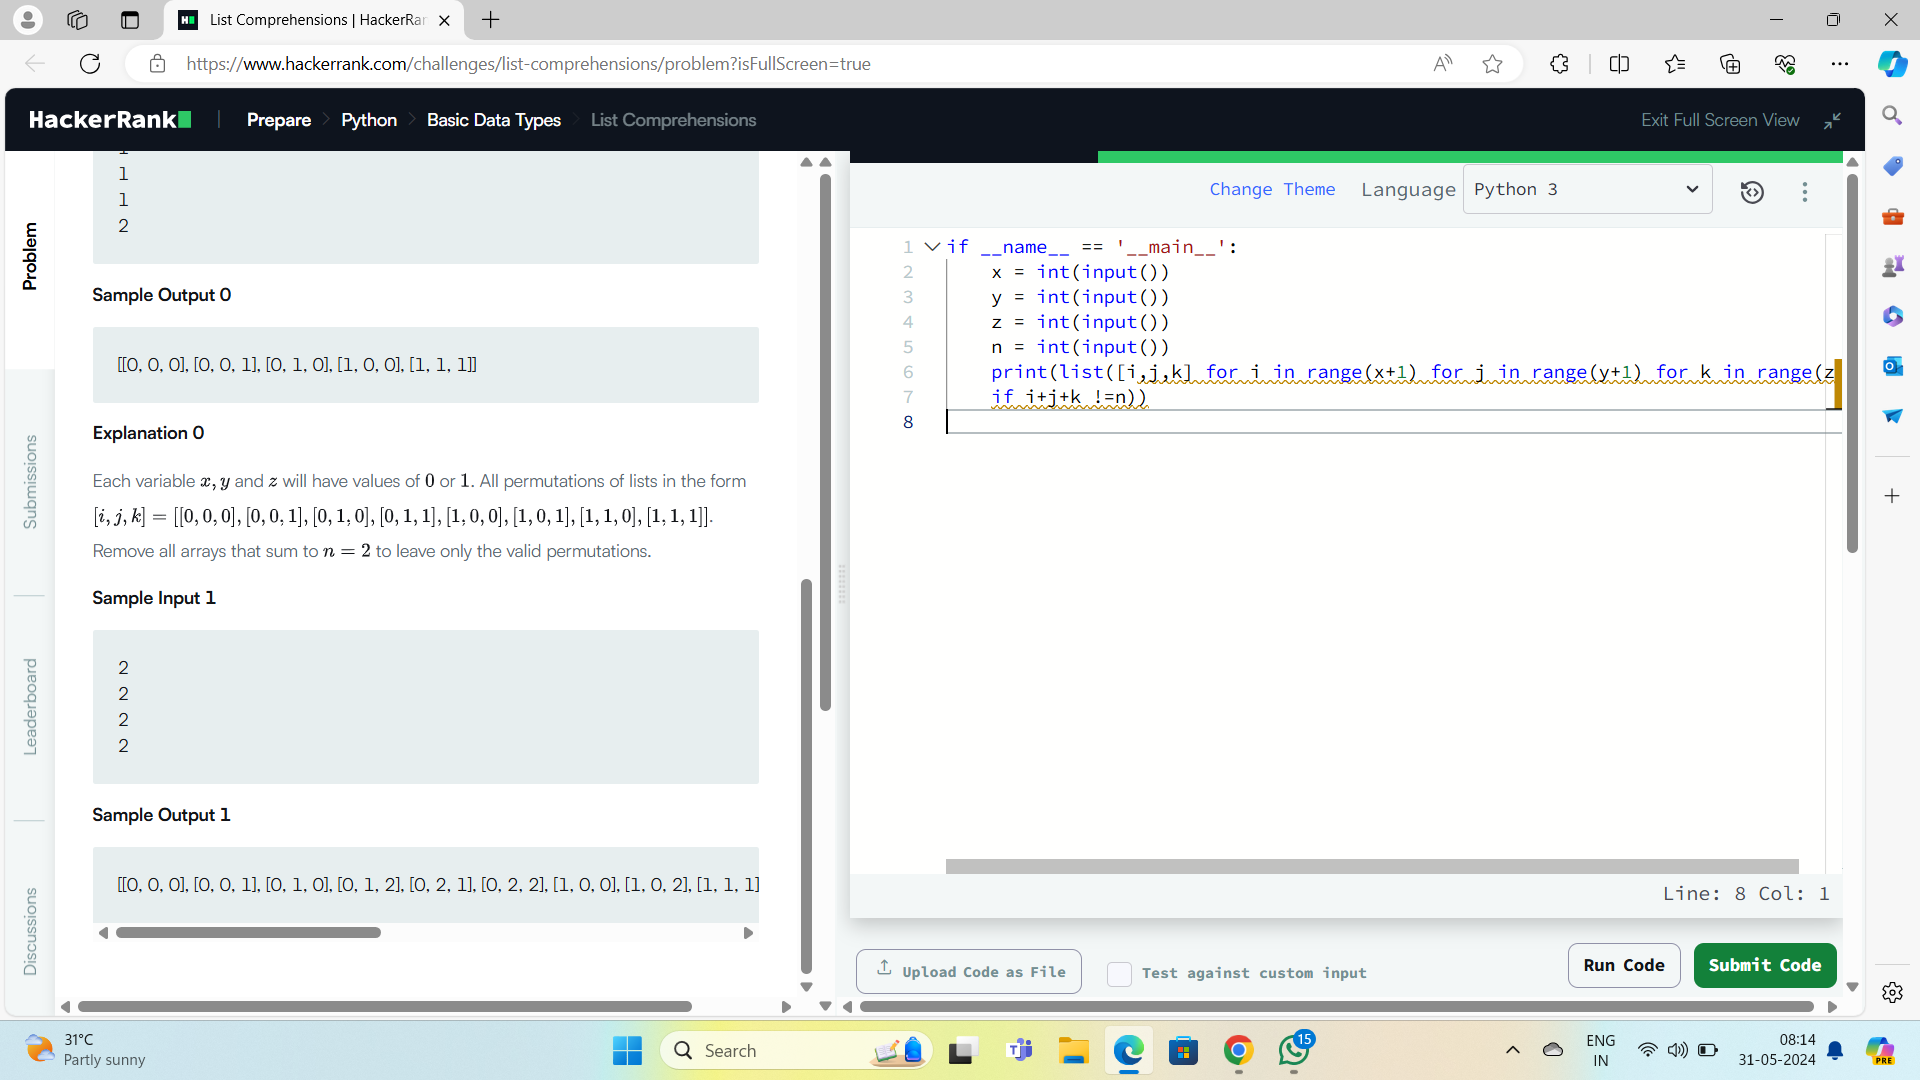 List Comprehensions | HackerRan
https://www.hackerrank.com/challenges/list-comprehensions/problem?isFullScreen=true
HackerRank
Prepare
Python
Basic Data Types
List Comprehensions
Exit Full Screen View
Problem
Submissions
Leaderboard
Discussions
1
1
1
2
Sample Output 0
[[0, 0, 0], [0, 0, 1], [0, 1, 0], [1, 0, 0], [1, 1, 1]]
Explanation 0
Each variable x, y and z will have values of 0 or 1. All permutations of lists in the form
[i, j, k] = [[0, 0, 0], [0, 0, 1], [0, 1, 0], [0, 1, 1], [1, 0, 0], [1, 0, 1], [1, 1, 0], [1, 1, 1]].
Remove all arrays that sum to n = 2 to leave only the valid permutations.
Sample Input 1
2
2
2
2
Sample Output 1
[[0, 0, 0], [0, 0, 1], [0, 1, 0], [0, 1, 2], [0, 2, 1], [0, 2, 2], [1, 0, 0], [1, 0, 2], [1, 1, 1]
Change Theme
Language
Python 3
1 if __name__ == '__main__':
2 x = int(input())
3 y = int(input())
4 z = int(input())
5 n = int(input())
6 print(list([i,j,k] for i in range(x+1) for j in range(y+1) for k in range(z
7 if i+j+k !=n))
8
Line: 8 Col: 1
Upload Code as File
Test against custom input
Run Code
Submit Code
31°C
Partly sunny
Search
15
ENG
IN
08:14
31-05-2024
PRE